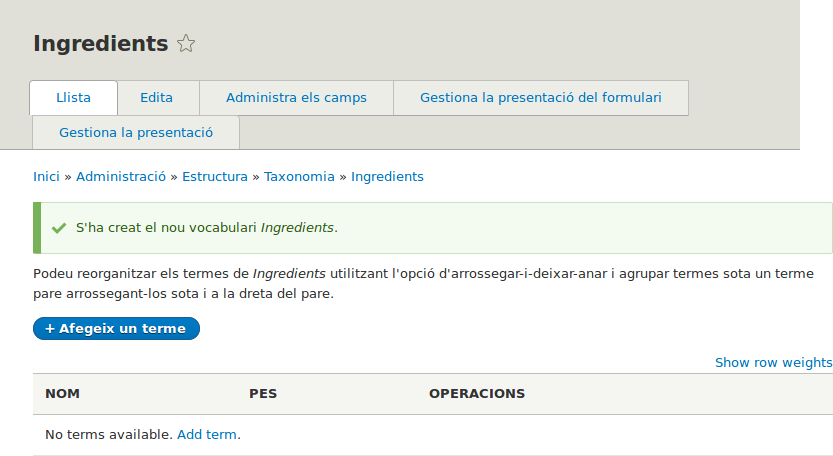 Ingredients
Llista Edita Administra els camps Gestiona la presentació del formulari
Gestiona la presentació
Inici » Administració » Estructura » Taxonomia » Ingredients
S'ha creat el nou vocabulari Ingredients.
Podeu reorganitzar els termes de Ingredients utilitzant l'opció d'arrossegar-i-deixar-anar i agrupar termes sota un terme
pare arrossegant-los sota i a la dreta del pare.
+ Afegeix un terme
Show row weights
NOM PES OPERACIONS
No terms available. Add term.